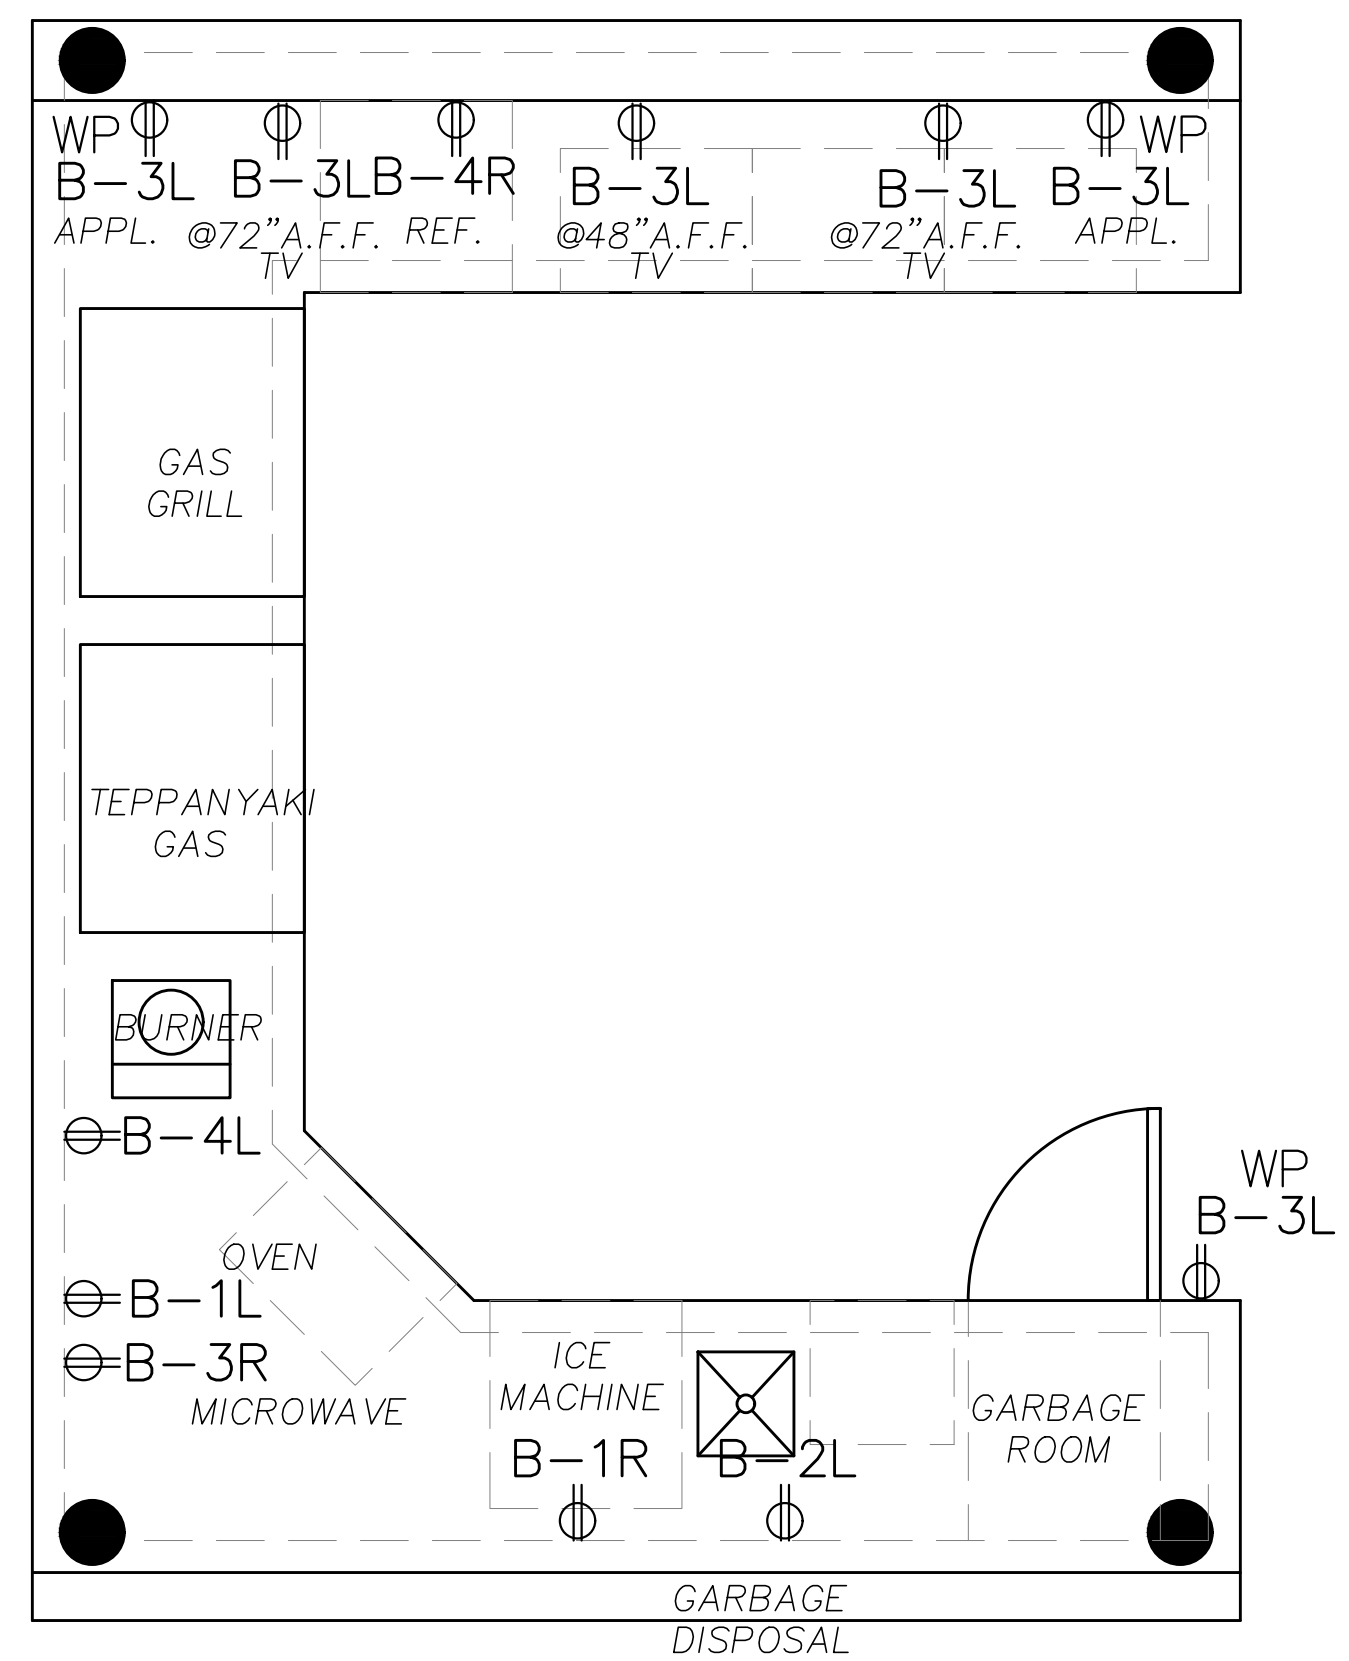 WP
B-3L
APPL.
B-3L
@72"A.F.F.
TV
B-4R
REF.
B-3L
@48"A.F.F.
TV
B-3L
@72"A.F.F.
TV
WP
B-3L
APPL.
GAS
GRILL
TEPPANYAKI
GAS
BURNER
B-4L
OVEN
B-1L
B-3R
MICROWAVE
ICE
MACHINE
B-1R
B-2L
GARBAGE
ROOM
WP
B-3L
GARBAGE
DISPOSAL